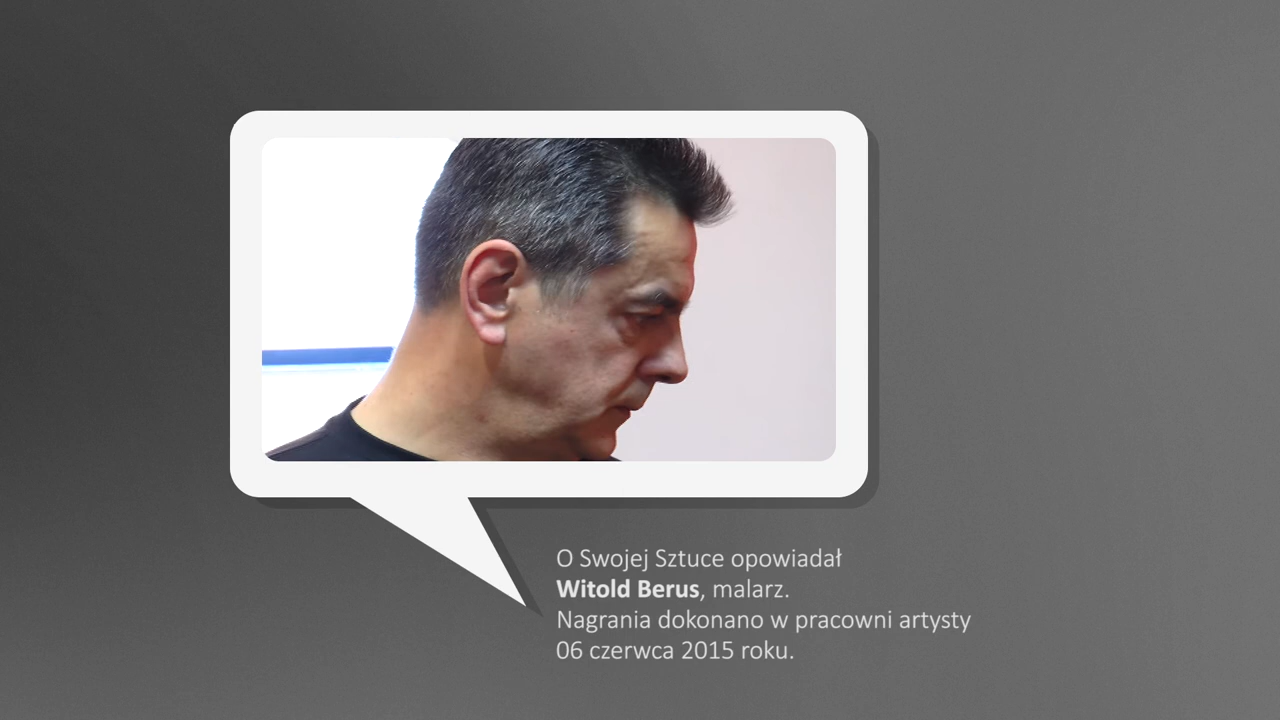 O Swojej Sztuce opowiadał
Witold Berus, malarz.
Nagrania dokonano w pracowni artysty
06 czerwca 2015 roku.